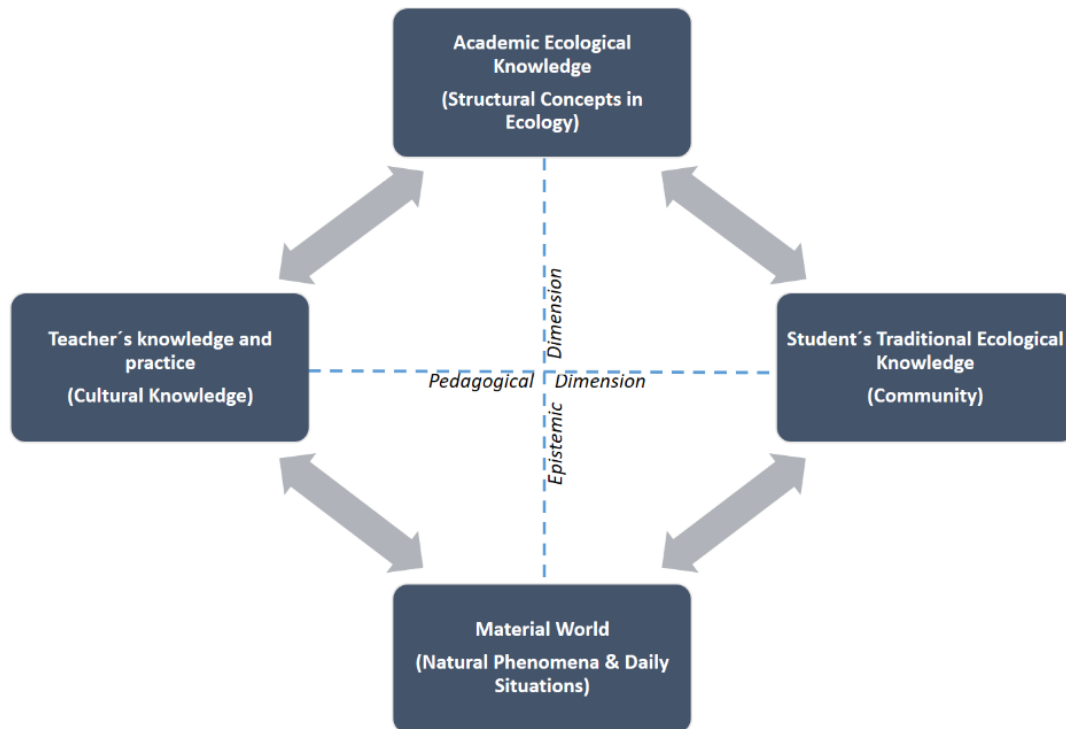 Academic Ecological
Knowledge
(Structural Concepts in
Ecology)
Teacher´s knowledge and
practice
(Cultural Knowledge)
Student´s Traditional Ecological
Knowledge
(Community)
Pedagogical Dimension
Epistemic Dimension
Material World
(Natural Phenomena & Daily
Situations)